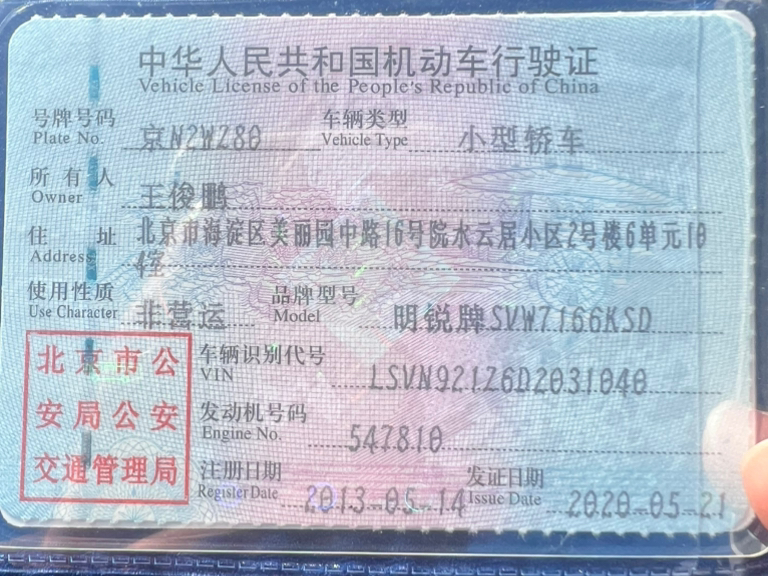 中华人民共和国机动车行驶证
Vehicle License of the People's Republic of China
号牌号码 京N2WZ80 车辆类型 小型轿车
Plate No. Vehicle Type
所有人 王俊鹏
Owner
住址 北京市海淀区美丽园中路16号院水云居小区2号楼6单元10
Address 室
使用性质 非营运 品牌型号 明锐牌SVW7166KSD
Use Character Model
北京市公
安局公安
交通管理局
车辆识别代号 LSVN921Z6D2031040
VIN
发动机号码 547810
Engine No.
注册日期 2013-05-14 发证日期 2020-05-21
Register Date Issue Date